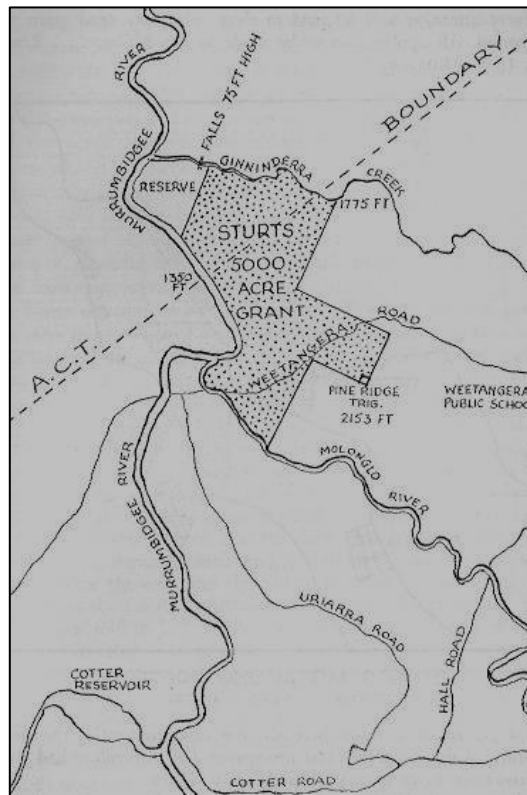 RIVER
FALLS 75 FT HIGH
BOUNDARY.
GINNINDERRA
CREEK
RESERVE
MURRUMBIDGEE
1775 FT
STURTS
5000
ACRE
GRANT
1350
FT
A.C.T.
WEETANGERA
ROAD
PINE RIDGE
TRIG.
2153 FT
WEETANGERA
PUBLIC SCHOO
MOLONGLO
RIVER
MURRUMBIDGEE
RIVER
URIARRA ROAD
HALL ROAD
COTTER
RESERVOIR
COTTER ROAD